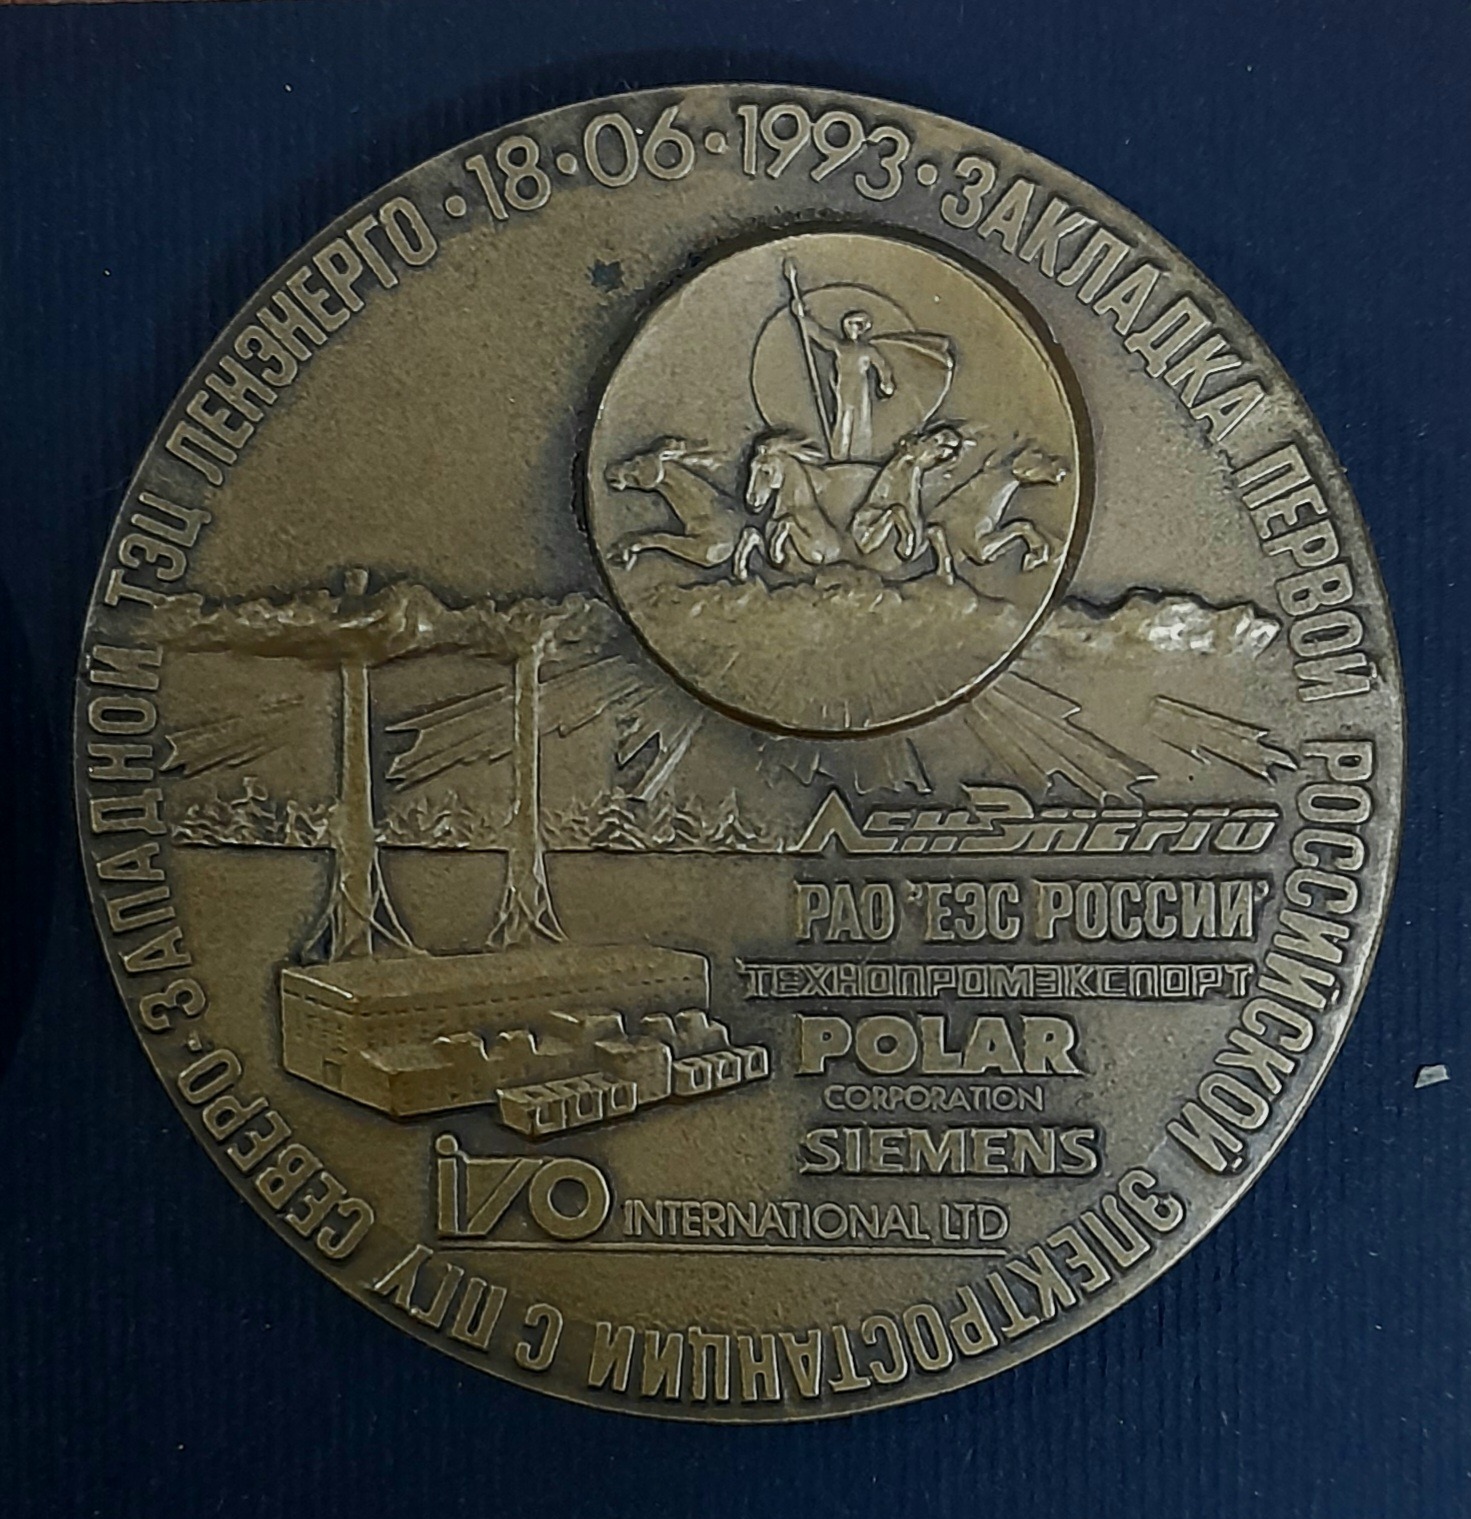 18·06·1993·ЗАКЛАДКА ПЕРВОЙ РОССИЙСКОЙ ЭЛЕКТРОСТАНЦИИ С ПГУ СЕВЕРО-ЗАПАДНОЙ ТЭЦ ЛЕНЭНЕРГО·
ЛенЭнерго
РАО "ЕЭС РОССИИ"
ТЕХНОПРОМЭКСПОРТ
POLAR
CORPORATION
SIEMENS
IVO INTERNATIONAL LTD